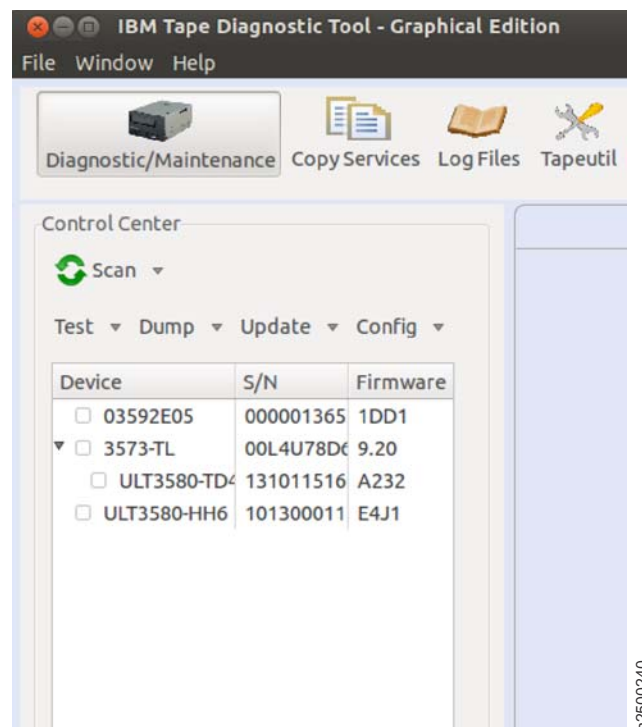 IBM Tape Diagnostic Tool - Graphical Edition
File Window Help
Diagnostic/Maintenance Copy Services Log Files Tapeutil
Control Center
Scan
Test Dump Update Config
Device S/N Firmware
03592E05 000001365 1DD1
3573-TL 00L4U78D6 9.20
ULT3580-TD4 131011516 A232
ULT3580-HH6 101300011 E4J1